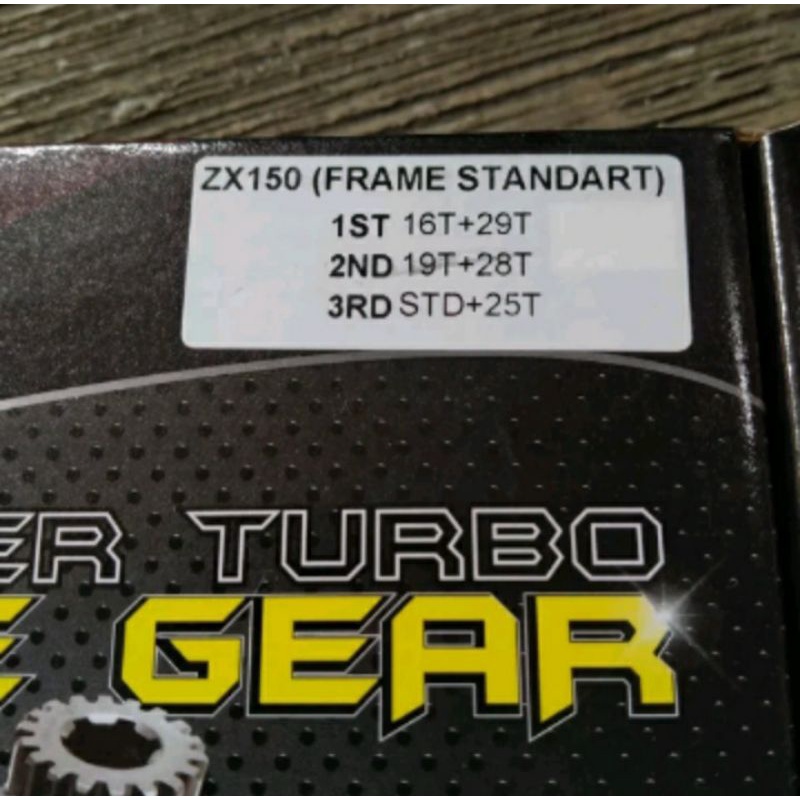 ZX150 (FRAME STANDART)
1ST 16T+29T
2ND 19T+28T
3RD STD+25T
ER TURBO
E GEAR